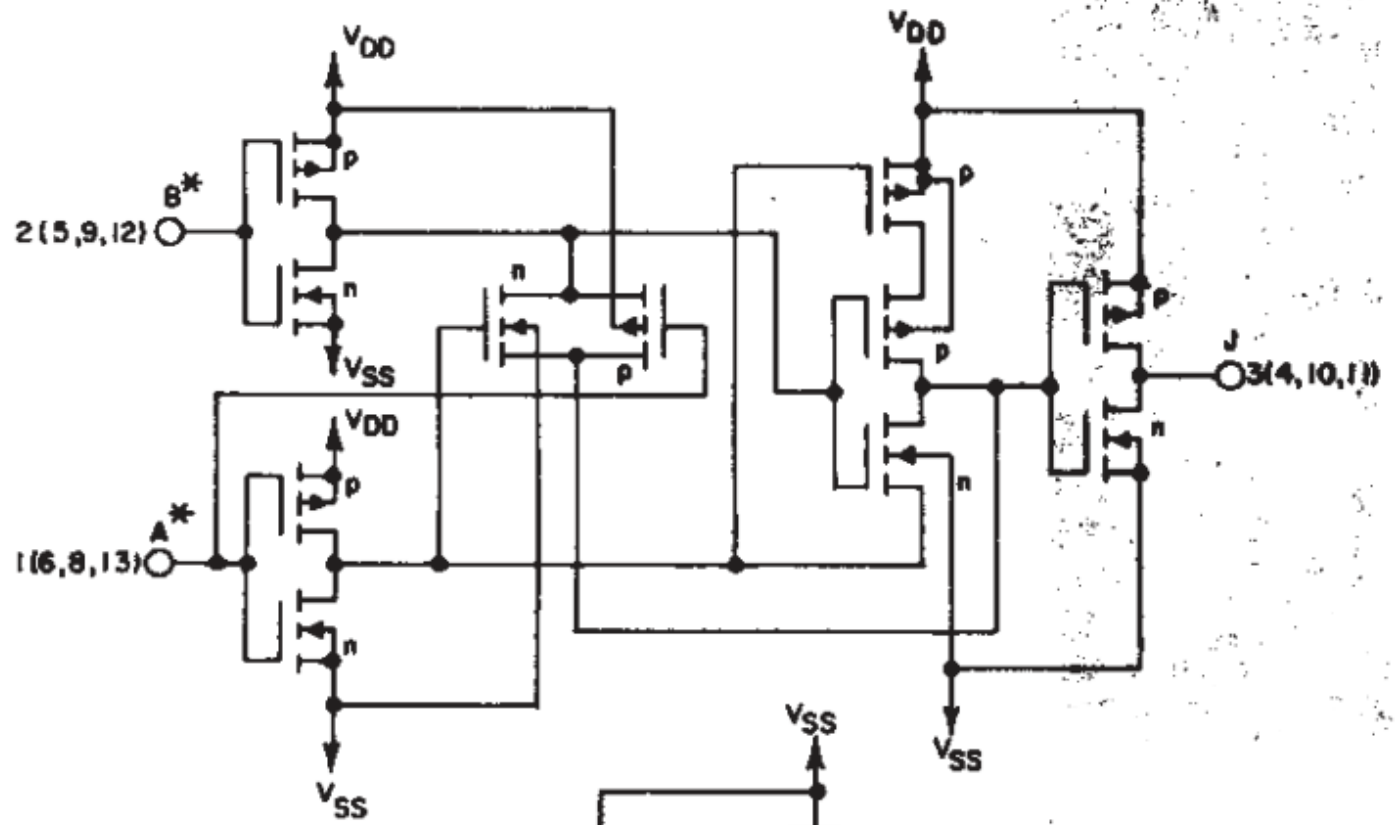 VDD
VDD
p
p
B*
2(5,9,12)
n
n
p
p
J
3(4,10,11)
VSS
p
VDD
n
p
n
A*
1(6,8,13)
n
VSS
VSS
VSS